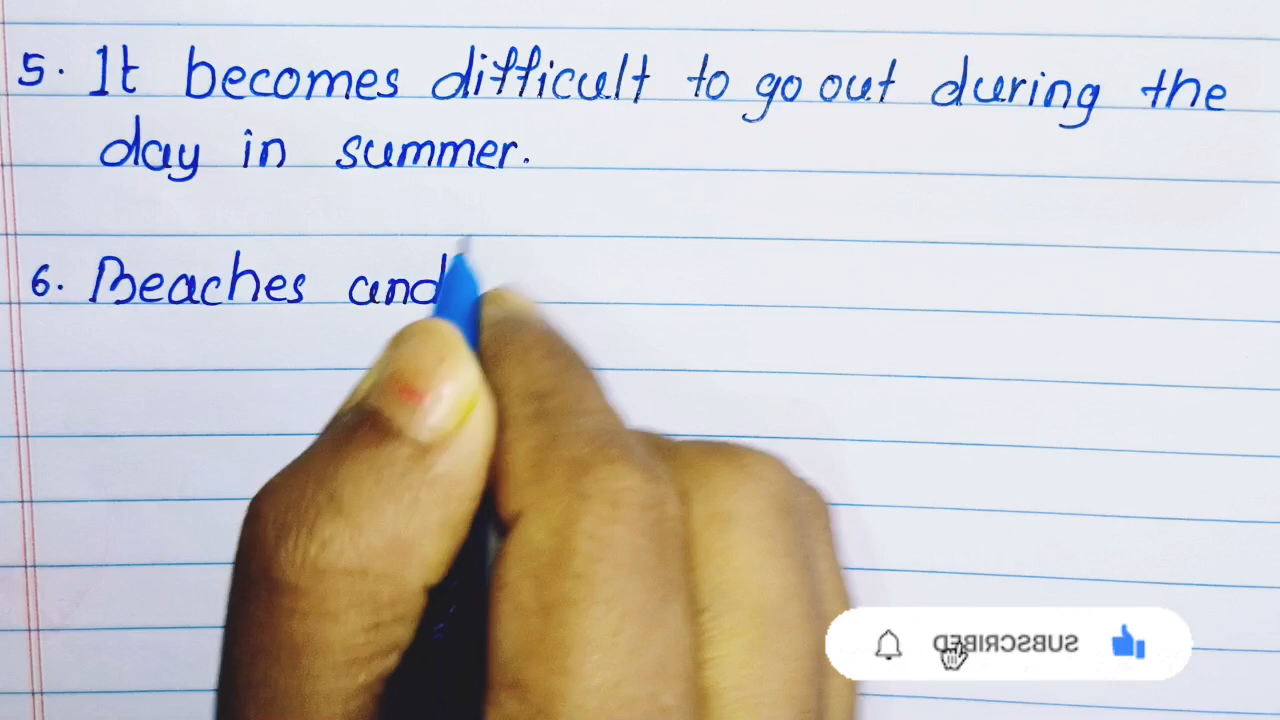 5. It becomes difficult to go out during the
day in summer.
6. Beaches and
SUBSCRIBED